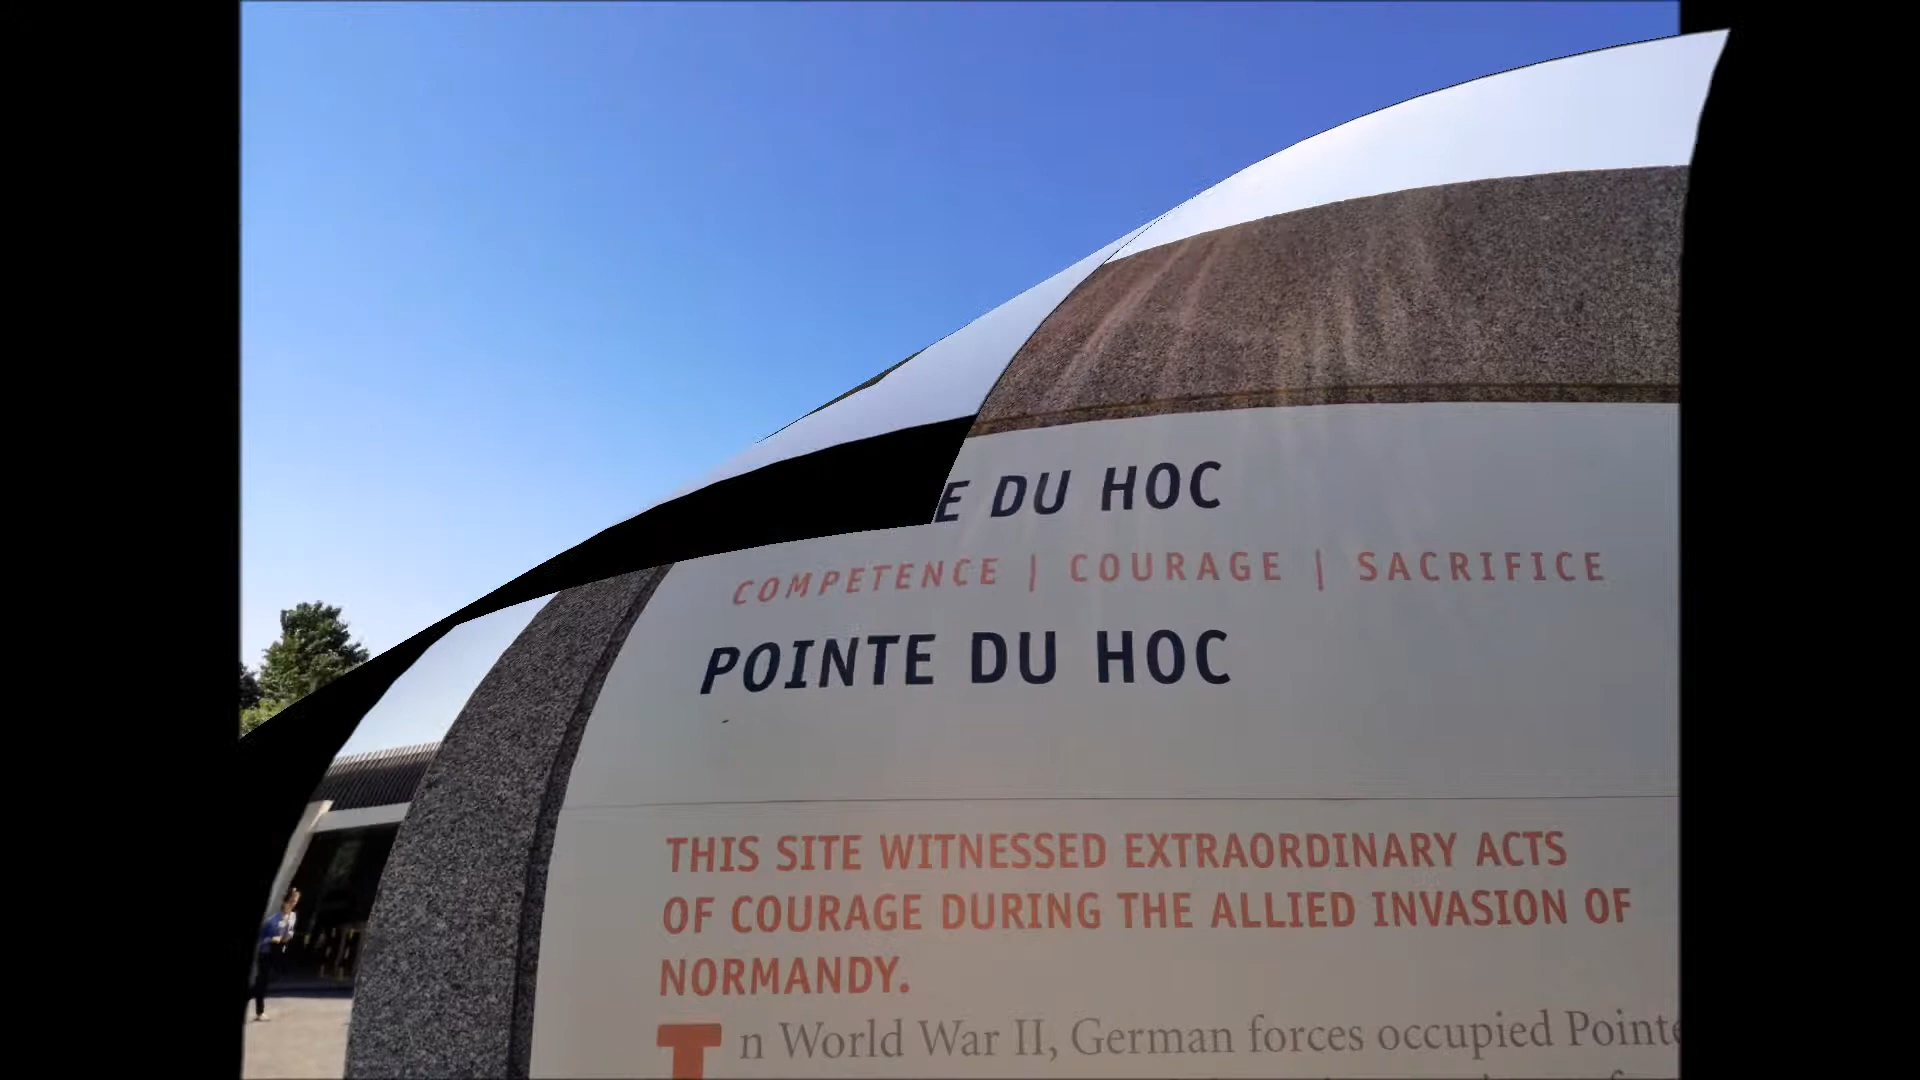 E DU HOC
COMPETENCE | COURAGE | SACRIFICE
POINTE DU HOC
THIS SITE WITNESSED EXTRAORDINARY ACTS
OF COURAGE DURING THE ALLIED INVASION OF
NORMANDY.
In World War II, German forces occupied Pointe